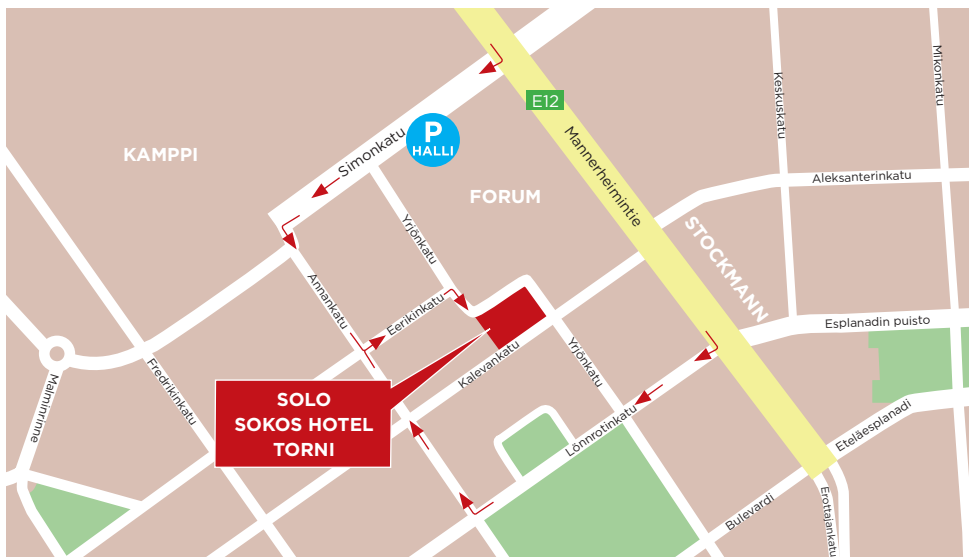 E12
Mannerheimintie
Keskuskatu
Mikonkatu
P
HALLI
Simonkatu
KAMPPI
FORUM
Aleksanterinkatu
Yrjönkatu
STOCKMANN
Annankatu
Eerikinkatu
Esplanadin puisto
Kalevankatu
Yrjönkatu
Malminrinne
Fredrikinkatu
SOLO
SOKOS HOTEL
TORNI
Lönnrotinkatu
Eteläesplanadi
Bulevardi
Erottajankatu